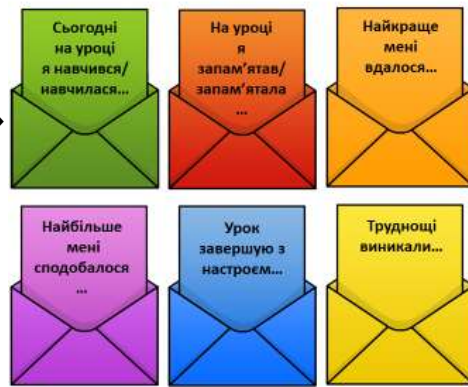 Сьогодні
на уроці
я навчився/
навчилася...
На уроці
я
запам'ятав/
запам'ятала
...
Найкраще
мені
вдалося...
Найбільше
мені
сподобалося
...
Урок
завершую з
настроєм...
Труднощі
виникали...